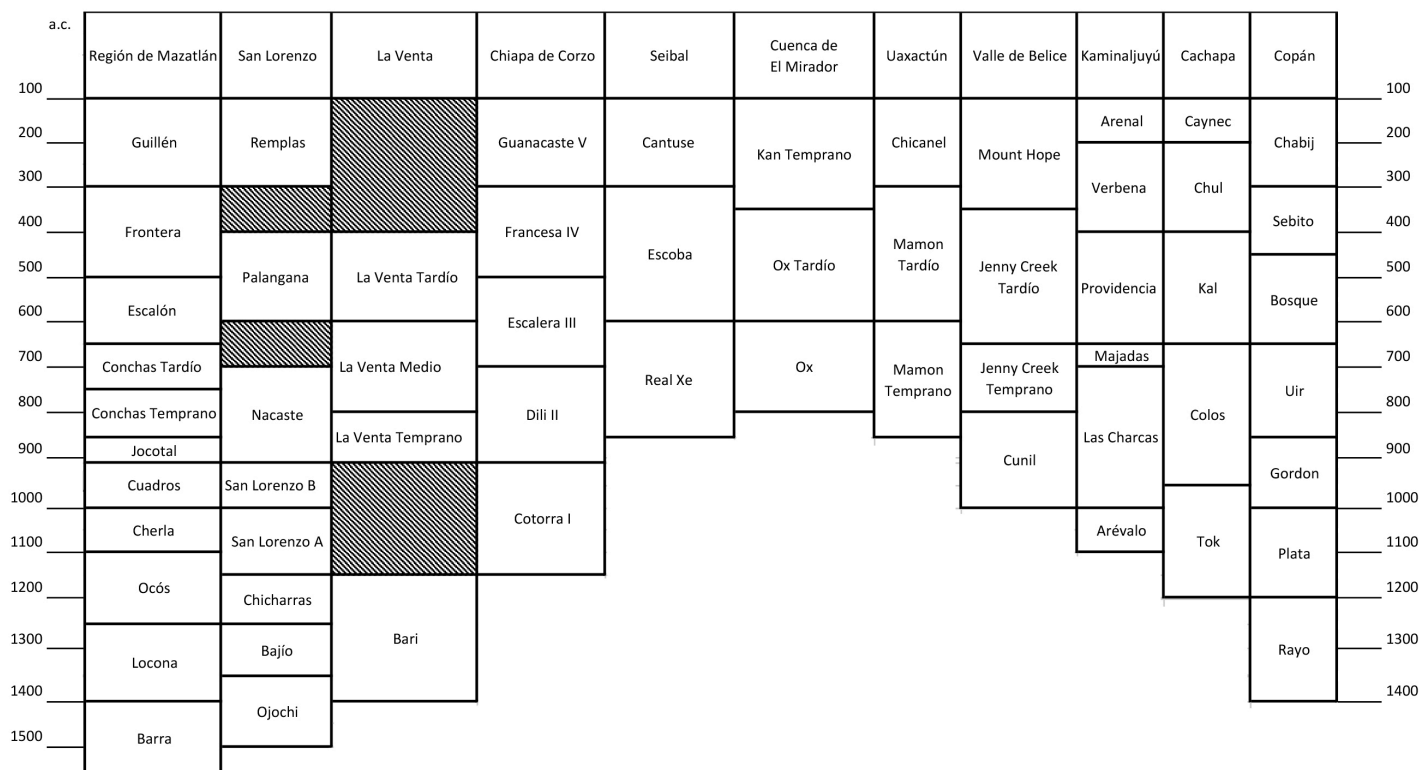 a.c.
Región de Mazatlán San Lorenzo La Venta Chiapa de Corzo Seibal Cuenca de El Mirador Uaxactún Valle de Belice Kaminaljuyú Cachapa Copán
100 100
Arenal Caynec
200 Guillén Remplas Guanacaste V Cantuse Kan Temprano Chicanel Mount Hope Chabij 200
300 Verbena Chul 300
Frontera Francesa IV Sebito
400 400
Escoba Mamon Tardío
500 Palangana La Venta Tardío Ox Tardío Jenny Creek Tardío Providencia Kal Bosque 500
Escalón Escalera III
600 600
Majadas
700 Conchas Tardío La Venta Medio Real Xe Ox Mamon Temprano Jenny Creek Temprano 700
Uir
800 Conchas Temprano Nacaste Dili II Colos 800
La Venta Temprano Las Charcas
900 Jocotal Cunil 900
Cuadros San Lorenzo B Gordon
1000 1000
Cherla Cotorra I Arévalo
1100 San Lorenzo A Tok Plata 1100
1200 Ocós Chicharras 1200
1300 Bari 1300
Locona Bajío Rayo
1400 1400
Ojochi
1500 Barra